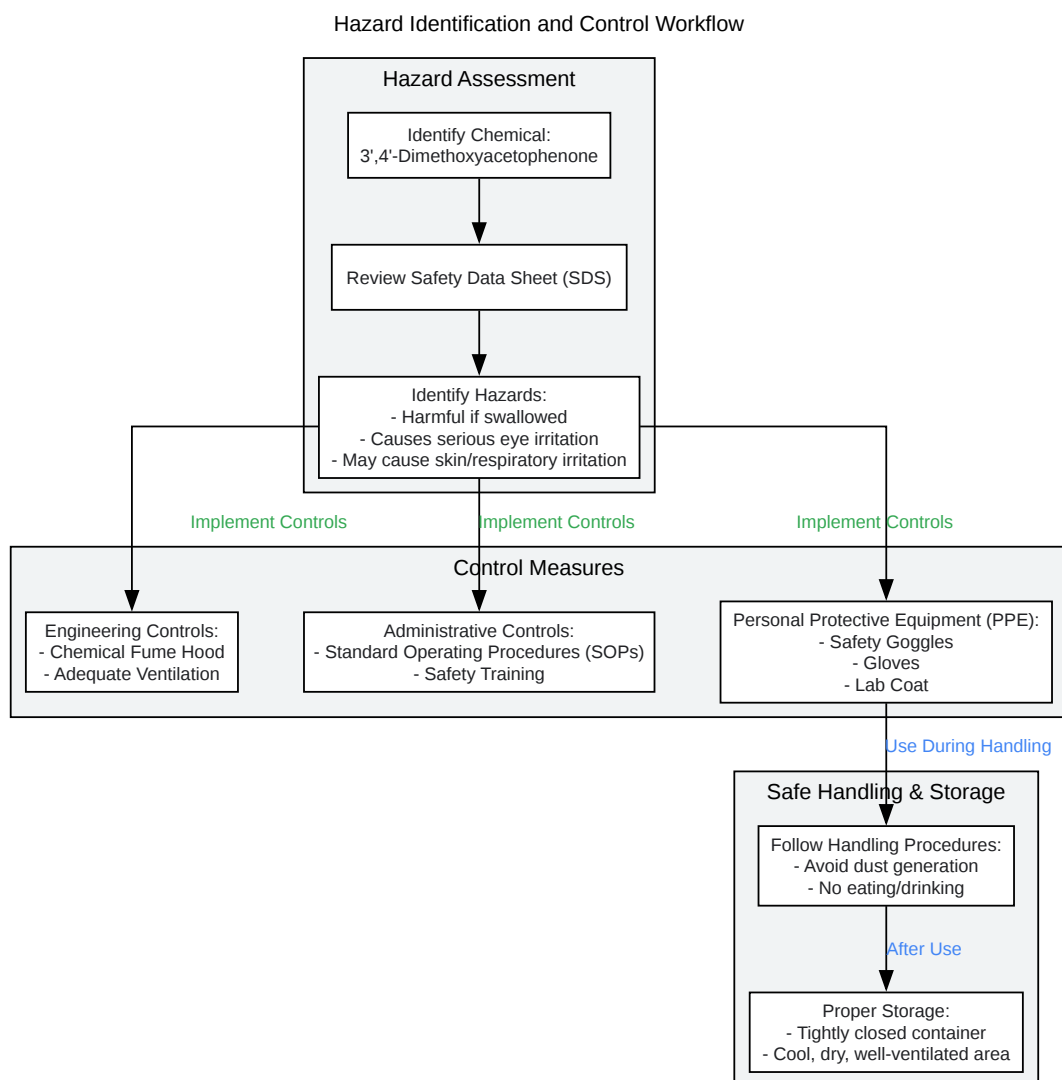 Hazard Identification and Control Workflow
Hazard Assessment
Identify Chemical:
3',4'-Dimethoxyacetophenone
Review Safety Data Sheet (SDS)
Identify Hazards:
- Harmful if swallowed
- Causes serious eye irritation
- May cause skin/respiratory irritation
Implement Controls
Implement Controls
Implement Controls
Control Measures
Engineering Controls:
- Chemical Fume Hood
- Adequate Ventilation
Administrative Controls:
- Standard Operating Procedures (SOPs)
- Safety Training
Personal Protective Equipment (PPE):
- Safety Goggles
- Gloves
- Lab Coat
Use During Handling
Safe Handling & Storage
Follow Handling Procedures:
- Avoid dust generation
- No eating/drinking
After Use
Proper Storage:
- Tightly closed container
- Cool, dry, well-ventilated area